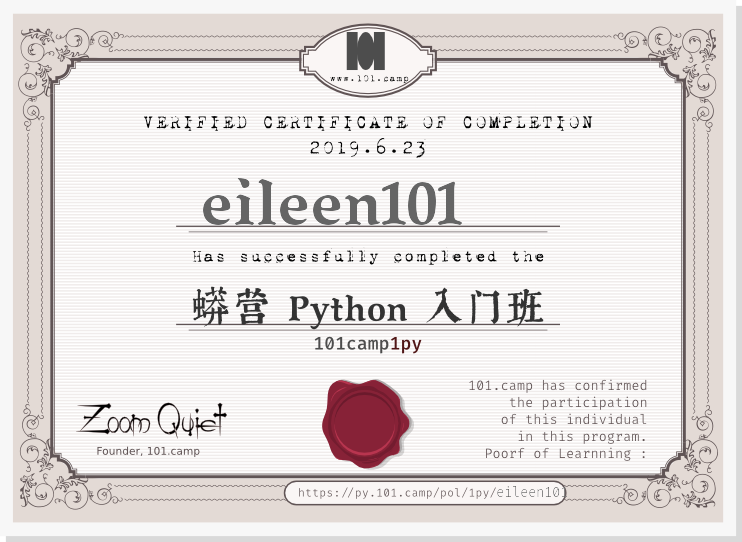 101
www.101.camp
VERIFIED CERTIFICATE OF COMPLETION
2019.6.23
eileen101
Has successfully completed the
蟒营 Python 入门班
101camp1py
101.camp has confirmed
the participation
of this individual
in this program.
Poorf of Learnning :
Zoom Quiet
Founder, 101.camp
https://py.101.camp/pol/1py/eileen101